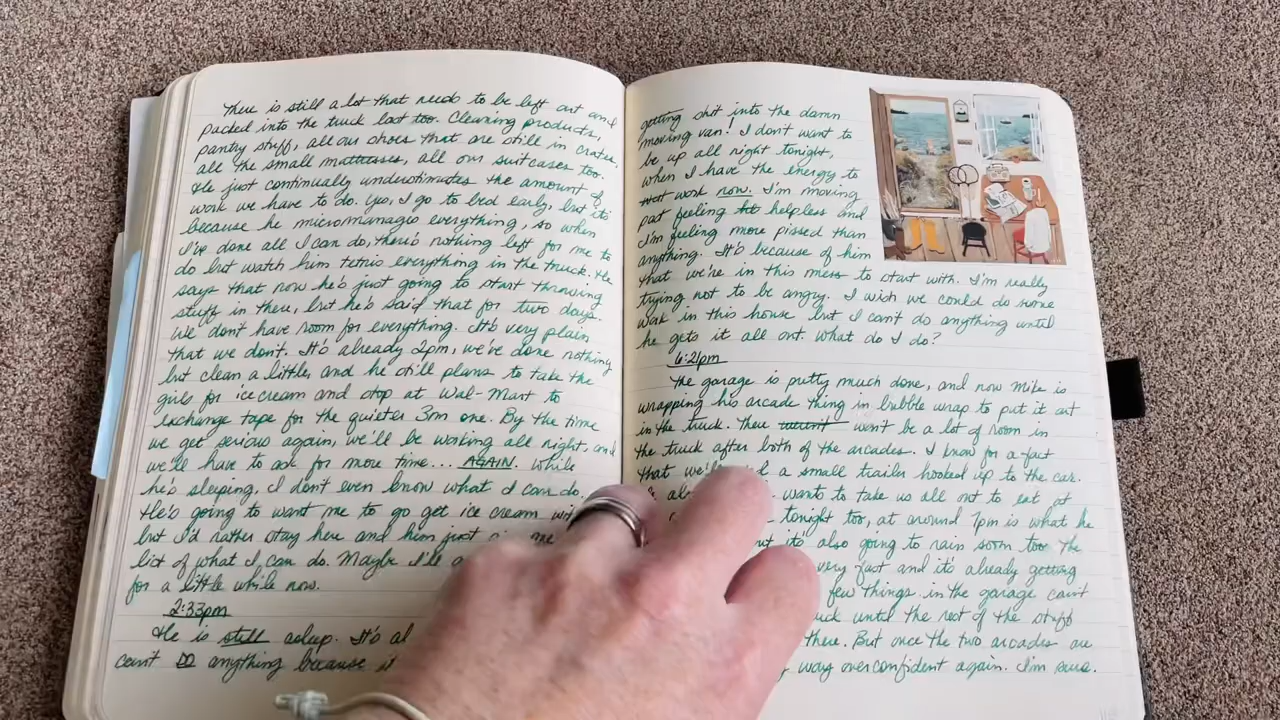 There is still a lot that needs to be left out and
packed into the truck last too. Cleaning products,
pantry stuff, all our shoes that are still in crates,
all the small mattresses, all our suitcases too.
He just continually underestimates the amount of
work we have to do. Yes, I go to bed early, but it's
because he micromanages everything, so when
I've done all I can do, there's nothing left for me to
do but watch him tetris everything in the truck. He
says that now he's just going to start throwing
stuff in there, but he's said that for two days.
We don't have room for everything. It's very plain
that we don't. It's already 2pm, we've done nothing
but clean a little and he still plans to take the
girls for ice cream and stop at Wal-Mart to
exchange tape for the quieter 3m one. By the time
we get serious again, we'll be working all night, and
we'll have to ask for more time... AGAIN. While
he's sleeping, I don't even know what I can do.
He's going to want me to go get ice cream
but I'd rather stay here and him just me
list of what I can do. Maybe I'll
for a little while now.
2:33pm
He is still asleep. It's
can't DO anything because it
getting shit into the damn
moving van! I don't want to
be up all night tonight,
when I have the energy to
work now. I'm moving
past feeling helpless and
I'm feeling more pissed than
anything. It's because of him
that we're in this mess to start with. I'm really
trying not to be angry. I wish we could do some
work in this house but I can't do anything until
he gets it all out. What do I do?
6:21pm
The garage is pretty much done, and now Mike is
wrapping his arcade thing in bubble wrap to put it out
in the truck. There weren't won't be a lot of room in
the truck after both of the arcades. I know for a fact
that we'll a small trailer hooked up to the car.
wants to take us all out to eat at
tonight too, at around 7pm is what he
it's also going to rain soon too. The
very fast and it's already getting
few things in the garage can't
until the rest of the stuff
there. But once the two arcades are
way overconfident again. I'm sure.